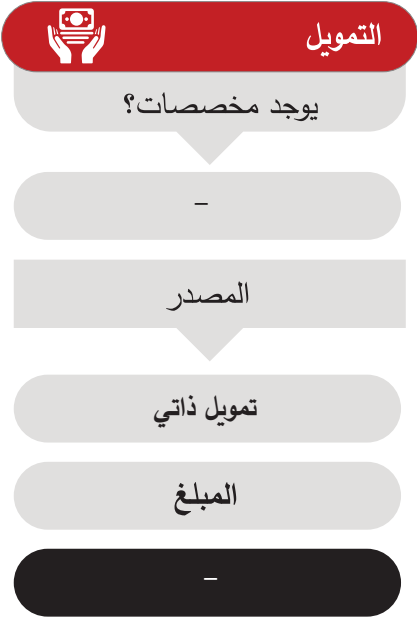 التمويل
يوجد مخصصات؟
–
المصدر
تمويل ذاتي
المبلغ
–